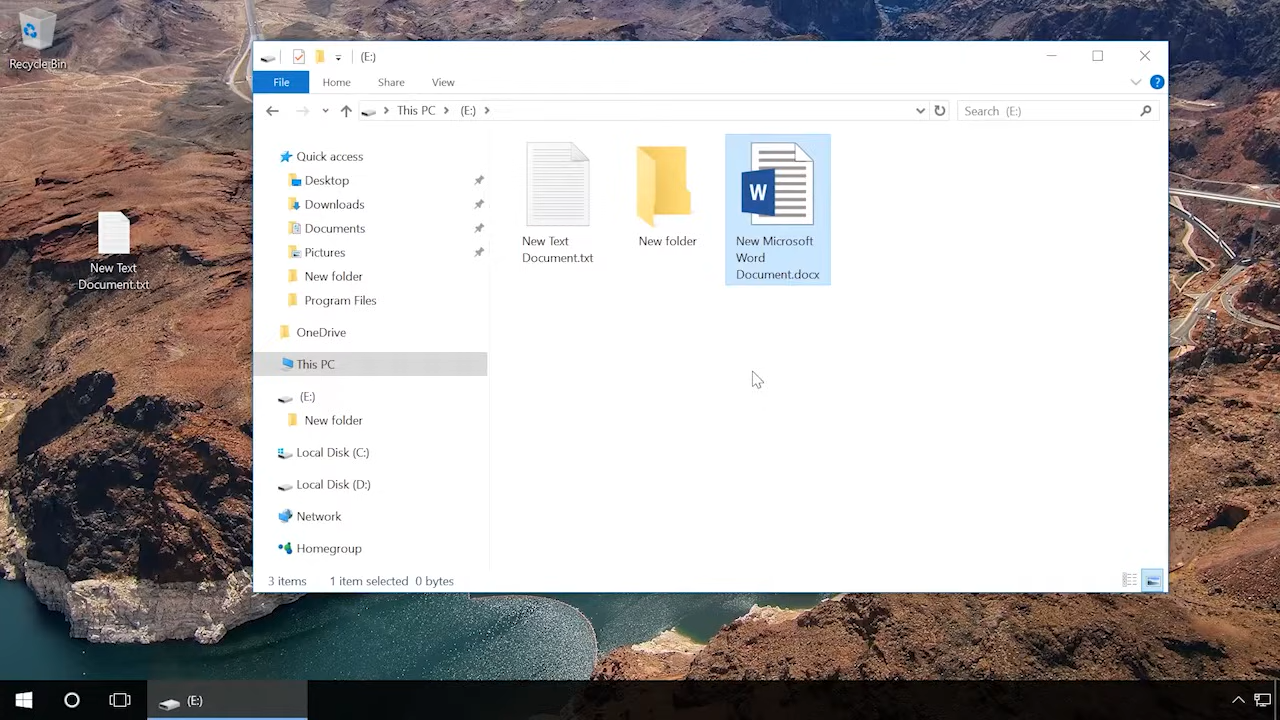 Recycle Bin
New Text
Document.txt
(E:)
File
Home
Share
View
?
This PC
(E:)
Search (E:)
Quick access
Desktop
Downloads
Documents
Pictures
New folder
Program Files
OneDrive
This PC
(E:)
New folder
Local Disk (C:)
Local Disk (D:)
Network
Homegroup
New Text
Document.txt
New folder
W
New Microsoft
Word
Document.docx
3 items
1 item selected 0 bytes
(E:)